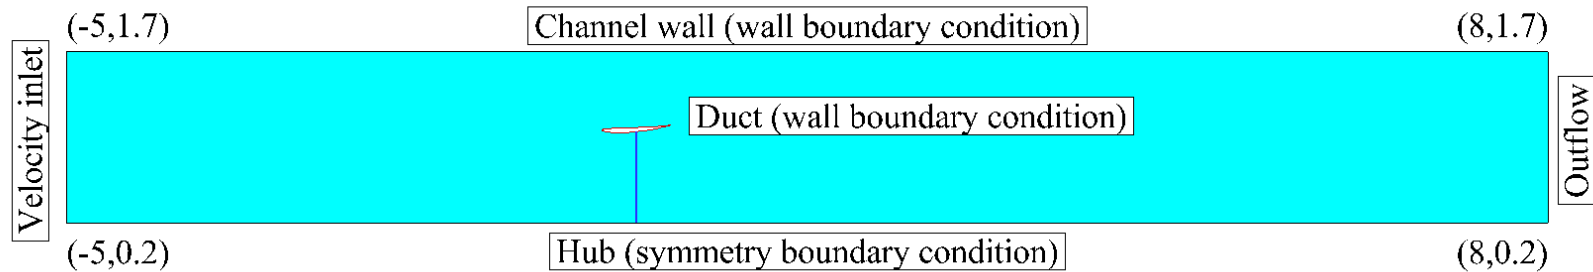 (-5,1.7)
Channel wall (wall boundary condition)
(8,1.7)
Velocity inlet
Duct (wall boundary condition)
Outflow
(-5,0.2)
Hub (symmetry boundary condition)
(8,0.2)